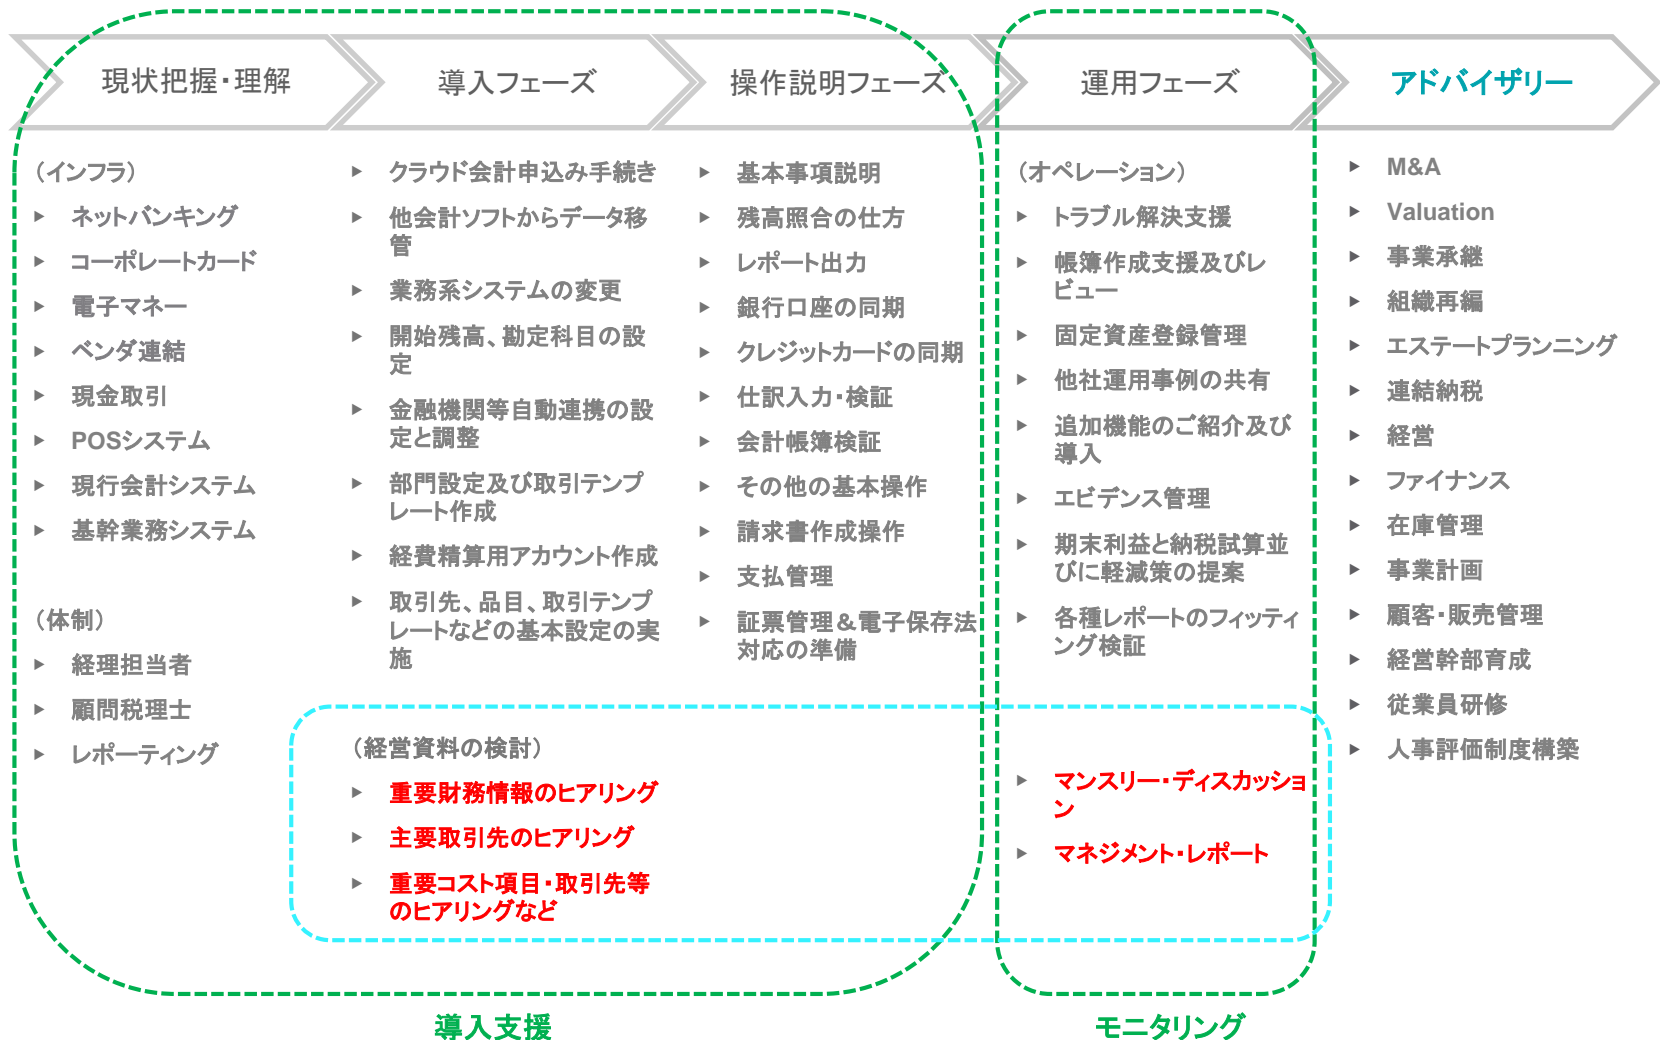 現状把握・理解
導入フェーズ
操作説明フェーズ
運用フェーズ
アドバイザリー
（インフラ）
ネットバンキング
コーポレートカード
電子マネー
ベンダ連結
現金取引
POSシステム
現行会計システム
基幹業務システム
（体制）
経理担当者
顧問税理士
レポーティング
クラウド会計申込み手続き
他会計ソフトからデータ移
管
業務系システムの変更
開始残高、勘定科目の設
定
金融機関等自動連携の設
定と調整
部門設定及び取引テンプ
レート作成
経費精算用アカウント作成
取引先、品目、取引テンプ
レートなどの基本設定の実
施
（経営資料の検討）
重要財務情報のヒアリング
主要取引先のヒアリング
重要コスト項目・取引先等
のヒアリングなど
基本事項説明
残高照合の仕方
レポート出力
銀行口座の同期
クレジットカードの同期
仕訳入力・検証
会計帳簿検証
その他の基本操作
請求書作成操作
支払管理
証票管理＆電子保存法
対応の準備
（オペレーション）
トラブル解決支援
帳簿作成支援及びレ
ビュー
固定資産登録管理
他社運用事例の共有
追加機能のご紹介及び
導入
エビデンス管理
期末利益と納税試算並
びに軽減策の提案
各種レポートのフィッティ
ング検証
マンスリー・ディスカッショ
ン
マネジメント・レポート
M&A
Valuation
事業承継
組織再編
エステートプランニング
連結納税
経営
ファイナンス
在庫管理
事業計画
顧客・販売管理
経営幹部育成
従業員研修
人事評価制度構築
導入支援
モニタリング